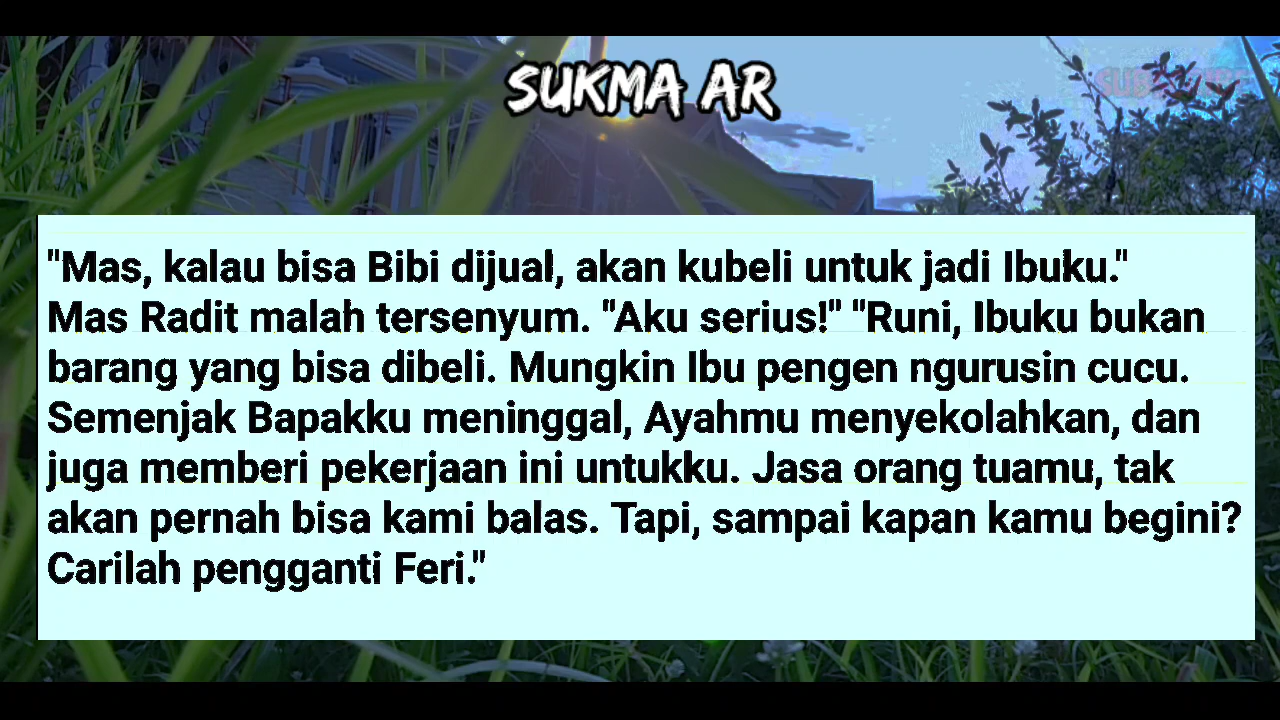 SUKMA AR
SUBSCRIBE
"Mas, kalau bisa Bibi dijual, akan kubeli untuk jadi Ibuku."
Mas Radit malah tersenyum. "Aku serius!" "Runi, Ibuku bukan
barang yang bisa dibeli. Mungkin Ibu pengen ngurusin cucu.
Semenjak Bapakku meninggal, Ayahmu menyekolahkan, dan
juga memberi pekerjaan ini untukku. Jasa orang tuamu, tak
akan pernah bisa kami balas. Tapi, sampai kapan kamu begini?
Carilah pengganti Feri."